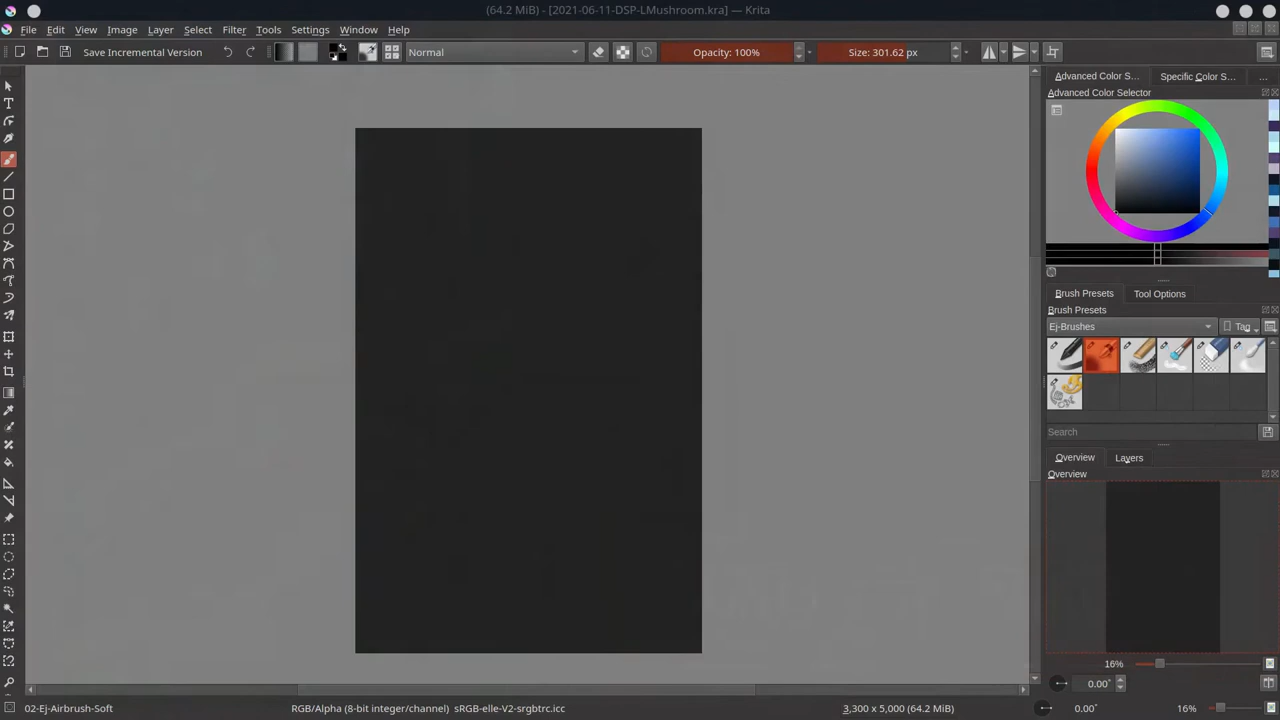 (64.2 MiB) - [2021-06-11-DSP-LMushroom.kra] — Krita
File Edit View Image Layer Select Filter Tools Settings Window Help
Save Incremental Version Normal Opacity: 100% Size: 301.62 px
Advanced Color S... Specific Color S... ...
Advanced Color Selector
Brush Presets Tool Options
Brush Presets
Ej-Brushes Tag
Search
Overview Layers
Overview
16%
0.00°
02-Ej-Airbrush-Soft RGB/Alpha (8-bit integer/channel) sRGB-elle-V2-srgbtrc.icc 3,300 x 5,000 (64.2 MiB) 0.00° 16%